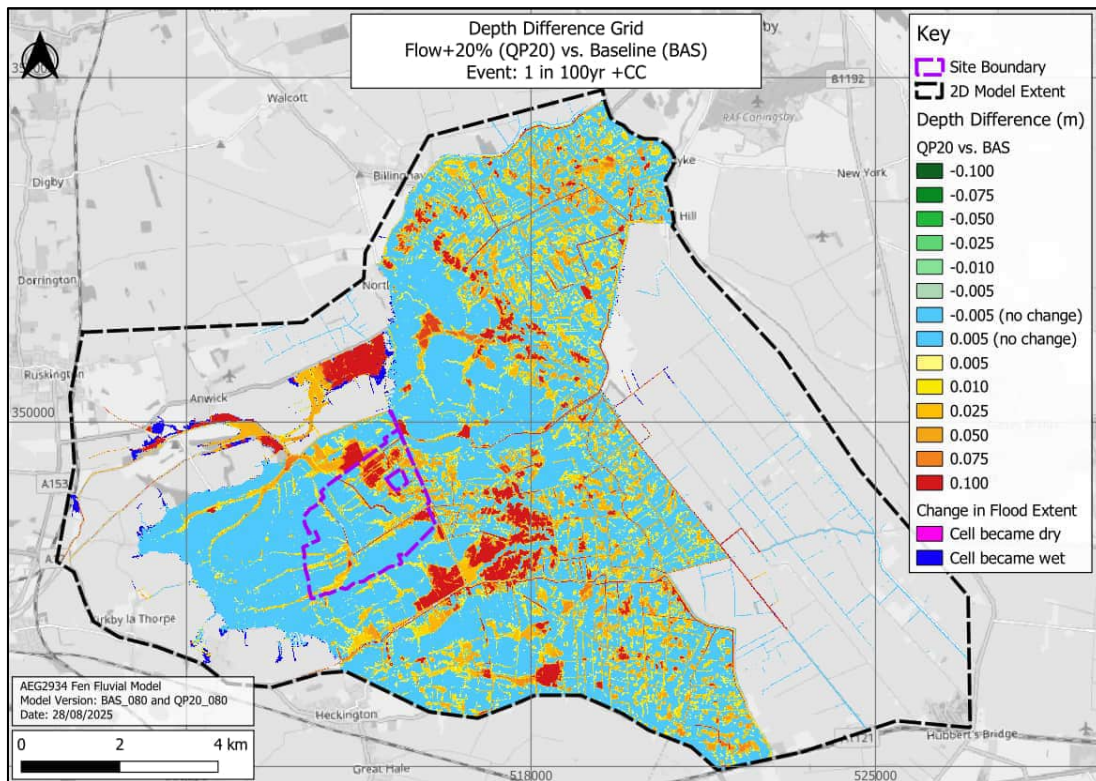 Depth Difference Grid
Flow+20% (QP20) vs. Baseline (BAS)
Event: 1 in 100yr +CC
Key
Site Boundary
2D Model Extent
Depth Difference (m)
QP20 vs. BAS
-0.100
-0.075
-0.050
-0.025
-0.010
-0.005
-0.005 (no change)
0.005 (no change)
0.005
0.010
0.025
0.050
0.075
0.100
Change in Flood Extent
Cell became dry
Cell became wet
B1192
Walcott
RAF Coningsby
Digby
Billinghay
yke
New York
Hill
Dorrington
North
Ruskington
Anwick
350000
A153
Kirkby la Thorpe
Heckington
Great Hale
A1121
Hubbert's Bridge
518000
525000
AEG2934 Fen Fluvial Model
Model Version: BAS_080 and QP20_080
Date: 28/08/2025
0 2 4 km